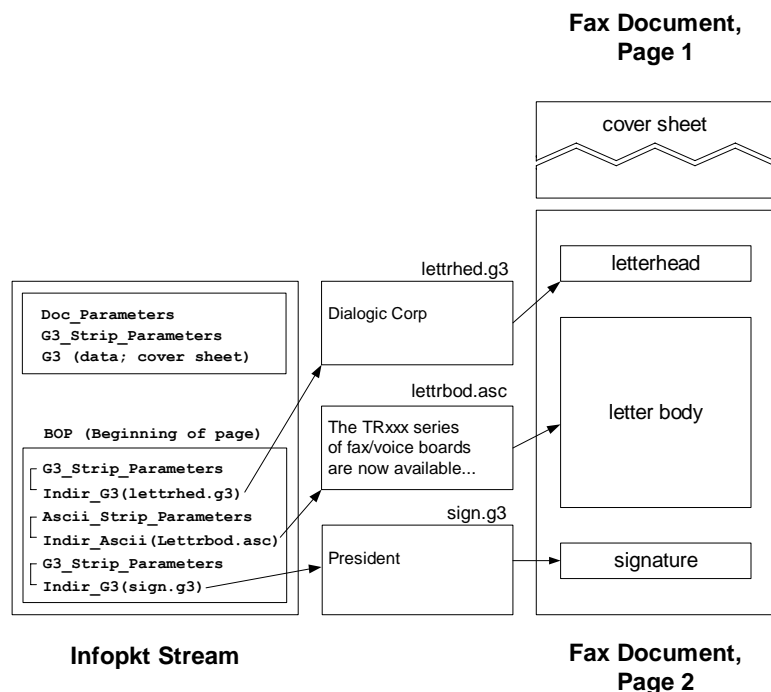 Fax Document,
Page 1
cover sheet
lettrhed.g3
letterhead
Doc_Parameters
G3_Strip_Parameters
G3 (data; cover sheet)
Dialogic Corp
lettrbod.asc
letter body
BOP (Beginning of page)
The TRxxx series
of fax/voice boards
are now available...
G3_Strip_Parameters
Indir_G3(lettrhed.g3)
Ascii_Strip_Parameters
Indir_Ascii(Lettrbod.asc)
G3_Strip_Parameters
Indir_G3(sign.g3)
sign.g3
President
signature
Infopkt Stream
Fax Document,
Page 2